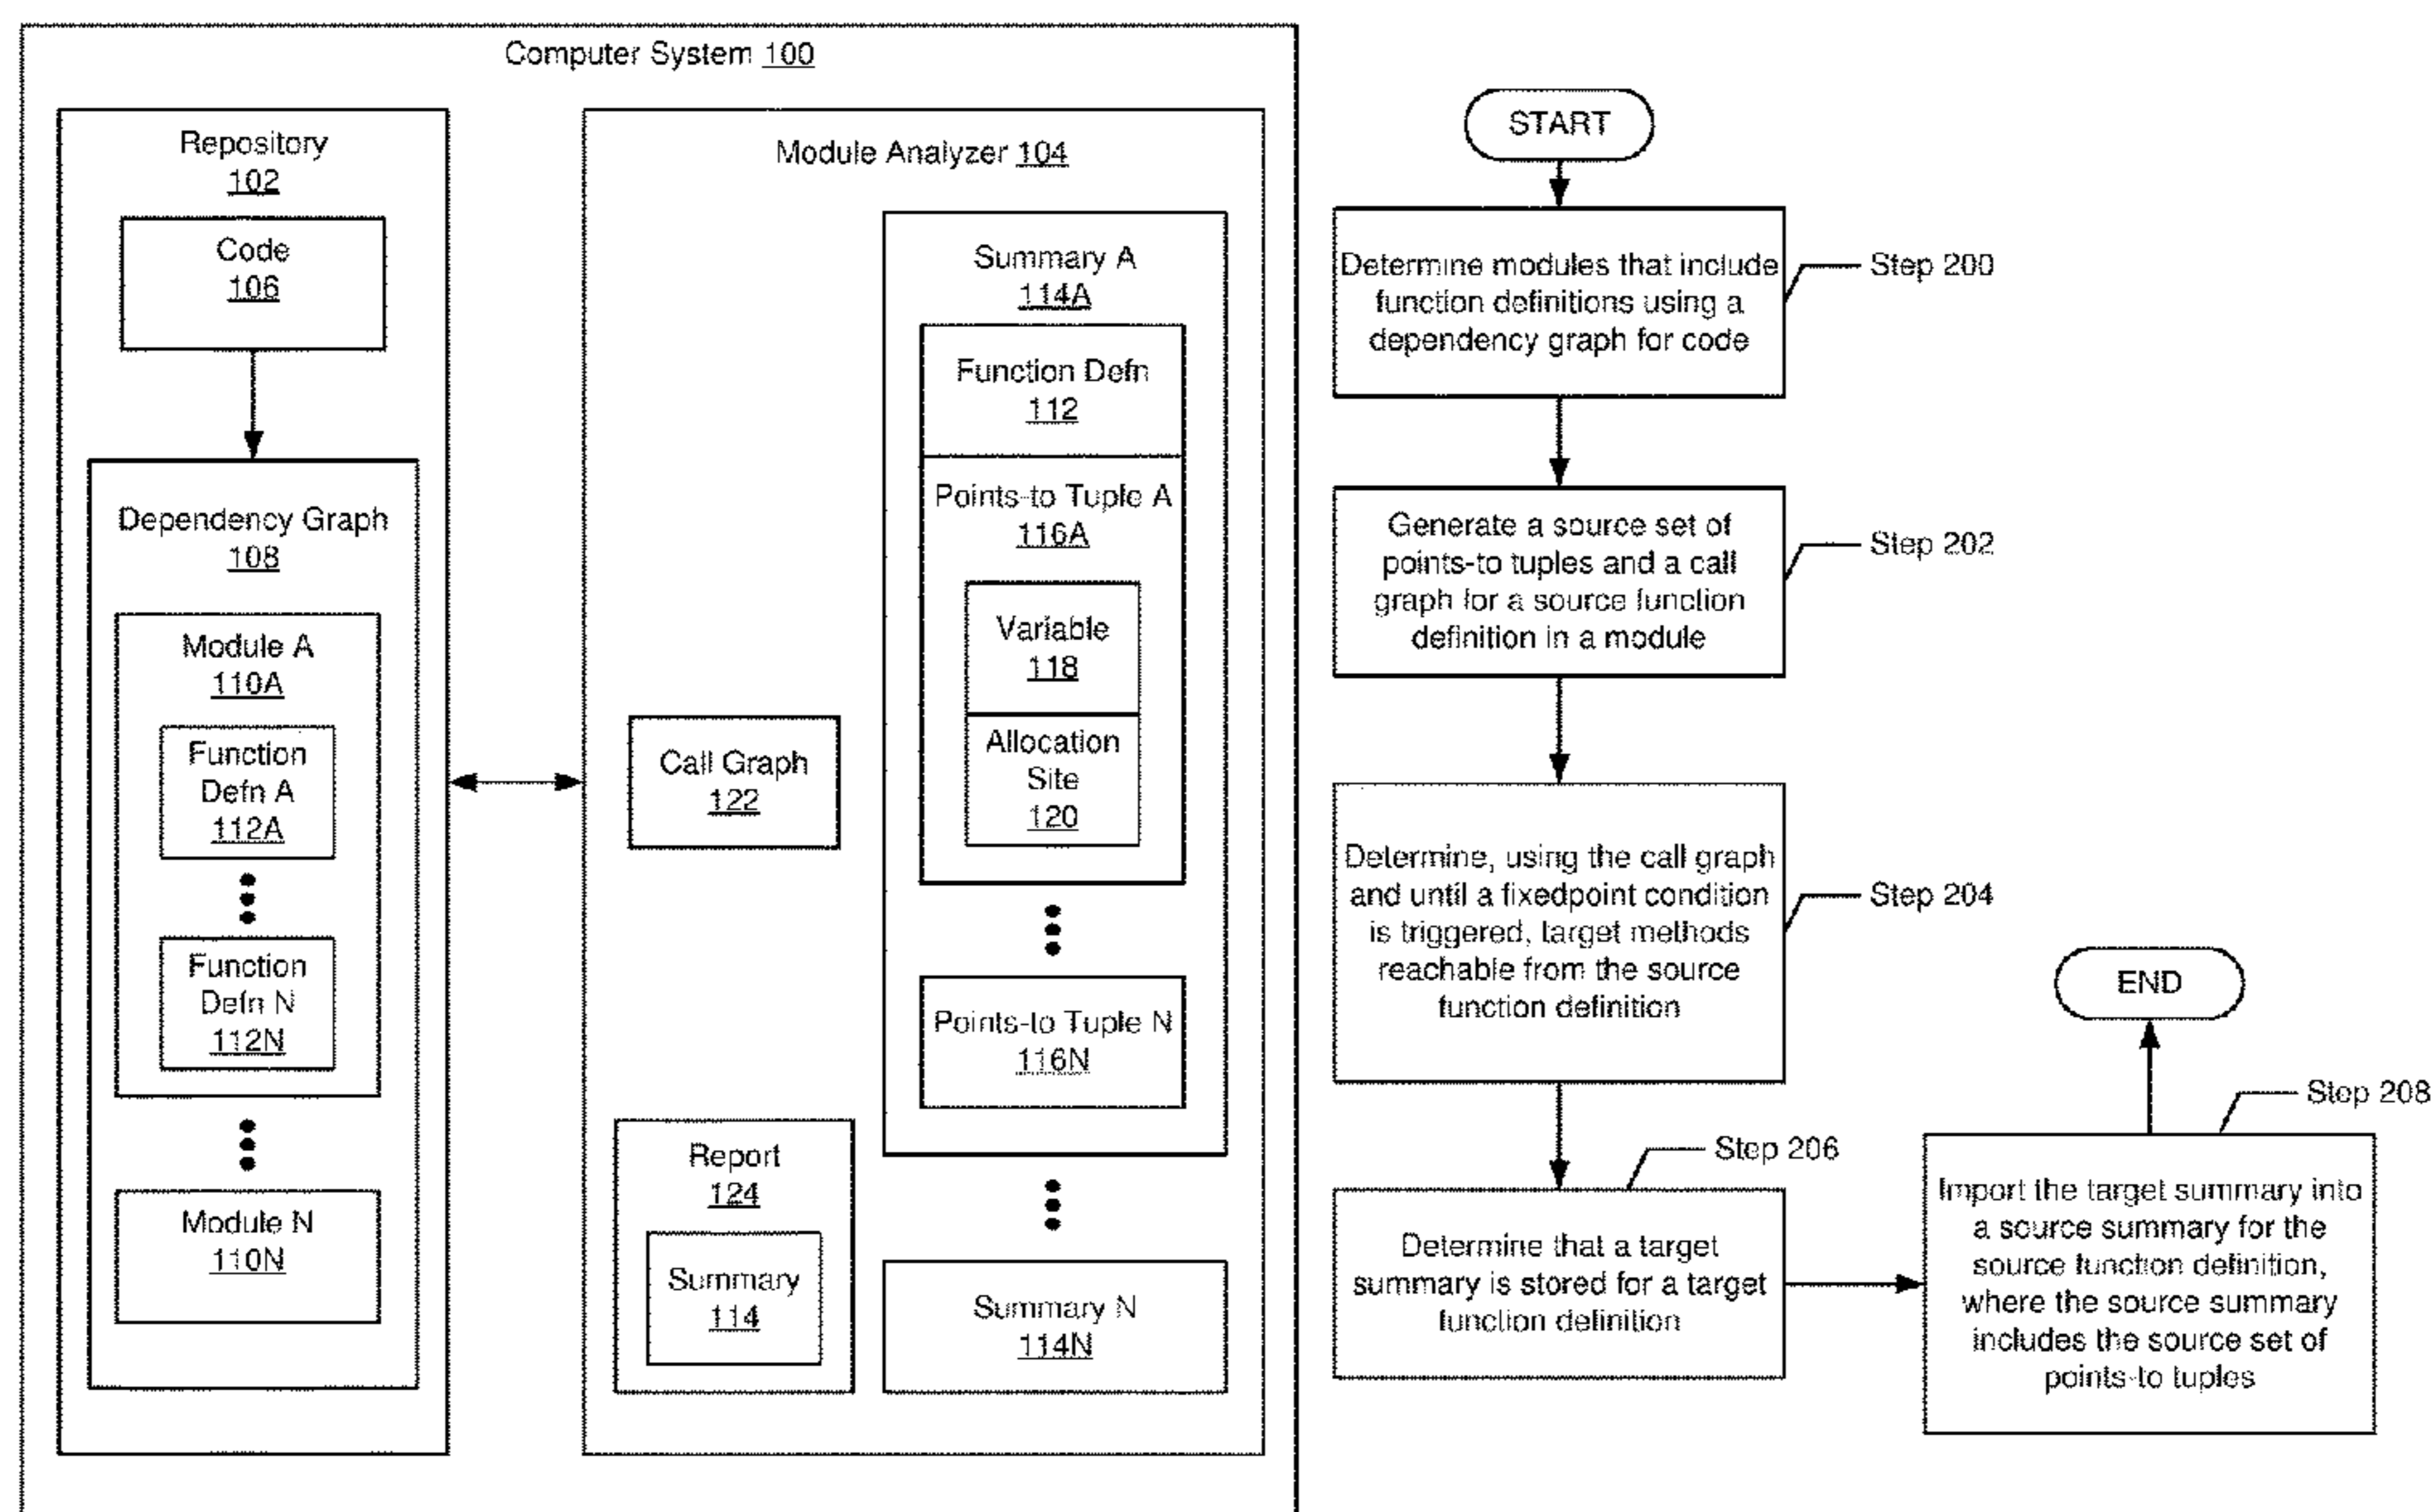 Computer System 100
Repository
102
Code
106
Dependency Graph
108
Module A
110A
Function
Defn A
112A
Function
Defn N
112N
Module N
110N
Module Analyzer 104
Call Graph
122
Report
124
Summary
114
Summary A
114A
Function Defn
112
Points-to Tuple A
116A
Variable
118
Allocation
Site
120
Points-to Tuple N
116N
Summary N
114N
START
Determine modules that include
function definitions using a
dependency graph for code
Step 200
Generate a source set of
points-to tuples and a call
graph for a source function
definition in a module
Step 202
Determine, using the call graph
and until a fixedpoint condition
is triggered, target methods
reachable from the source
function definition
Step 204
Step 206
Determine that a target
summary is stored for a target
function definition
END
Step 208
Import the target summary into
a source summary for the
source function definition,
where the source summary
includes the source set of
points-to tuples